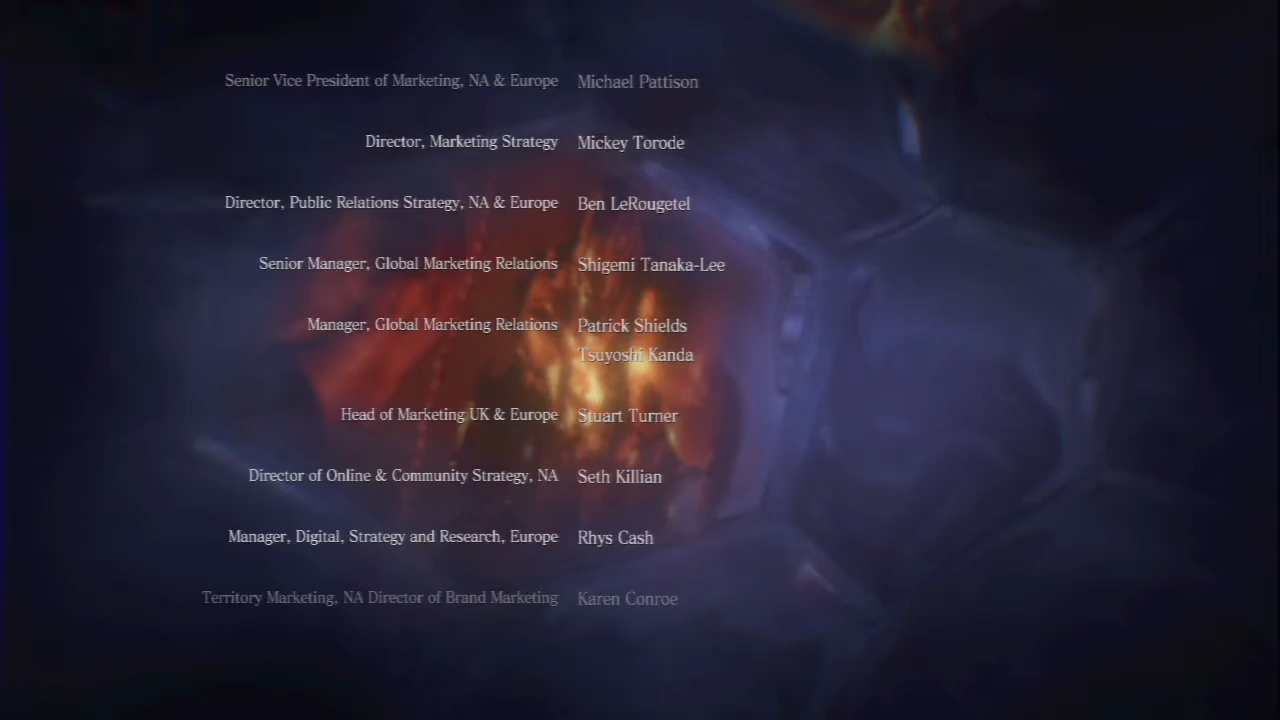 Senior Vice President of Marketing, NA & Europe Michael Pattison
Director, Marketing Strategy Mickey Torode
Director, Public Relations Strategy, NA & Europe Ben LeRougetel
Senior Manager, Global Marketing Relations Shigemi Tanaka-Lee
Manager, Global Marketing Relations Patrick Shields
Tsuyoshi Kanda
Head of Marketing UK & Europe Stuart Turner
Director of Online & Community Strategy, NA Seth Killian
Manager, Digital, Strategy and Research, Europe Rhys Cash
Territory Marketing, NA Director of Brand Marketing Karen Conroe